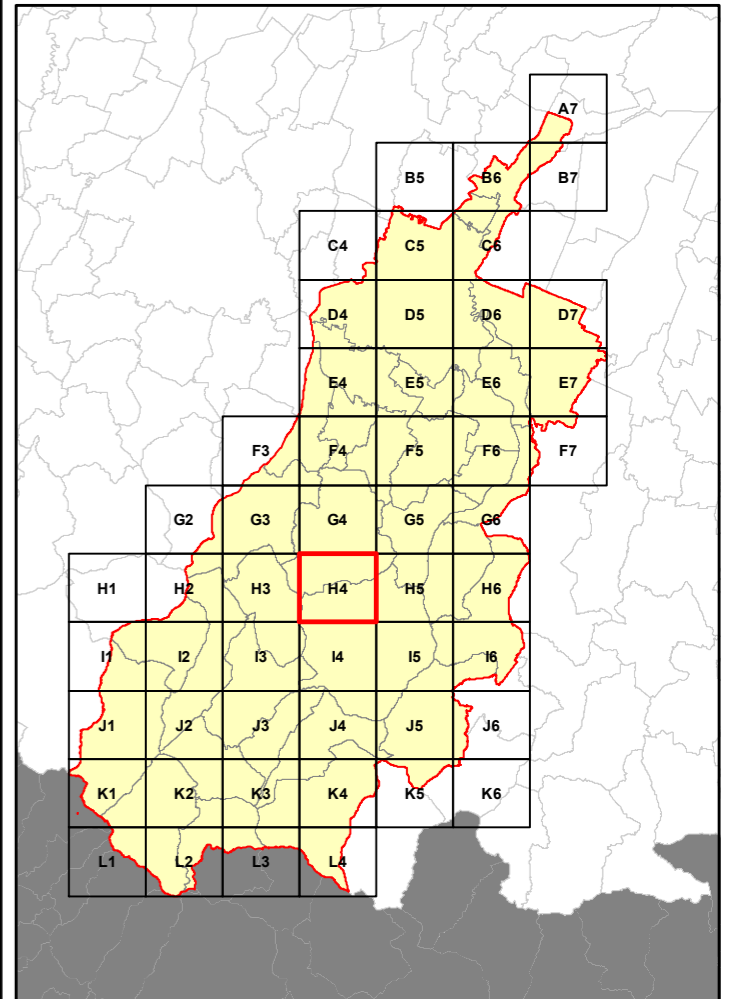 A7
B5 B6 B7
C4 C5 C6
D4 D5 D6 D7
E4 E5 E6 E7
F3 F4 F5 F6 F7
G2 G3 G4 G5 G6
H1 H2 H3 H4 H5 H6
I1 I2 I3 I4 I5 I6
J1 J2 J3 J4 J5 J6
K1 K2 K3 K4 K5 K6
L1 L2 L3 L4